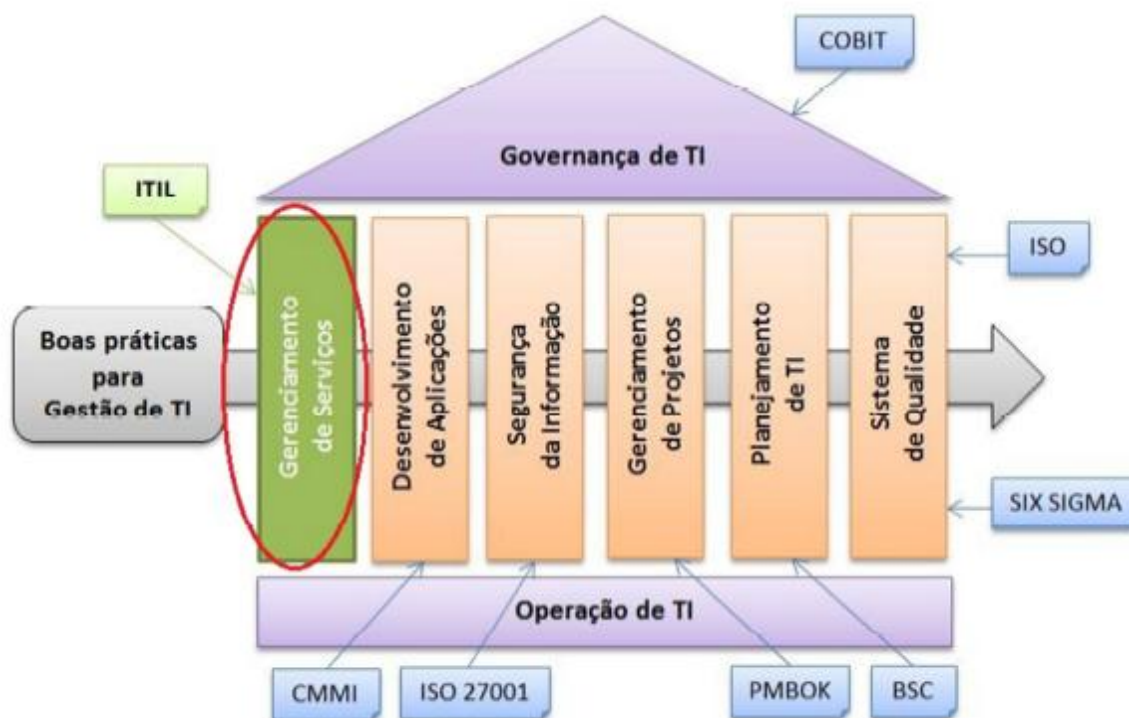 COBIT
Governança de TI
ITIL
ISO
Boas práticas
para
Gestão de TI
Gerenciamento
de Serviços
Desenvolvimento
de Aplicações
Segurança
da Informação
Gerenciamento
de Projetos
Planejamento
de TI
Sistema
de Qualidade
SIX SIGMA
Operação de TI
CMMI
ISO 27001
PMBOK
BSC